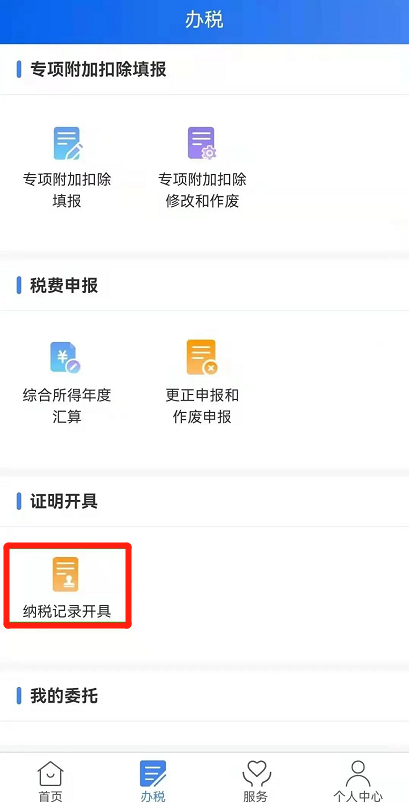 办税
专项附加扣除填报
专项附加扣除
填报
专项附加扣除
修改和作废
税费申报
综合所得年度
汇算
更正申报和
作废申报
证明开具
纳税记录开具
我的委托
首页
办税
服务
个人中心